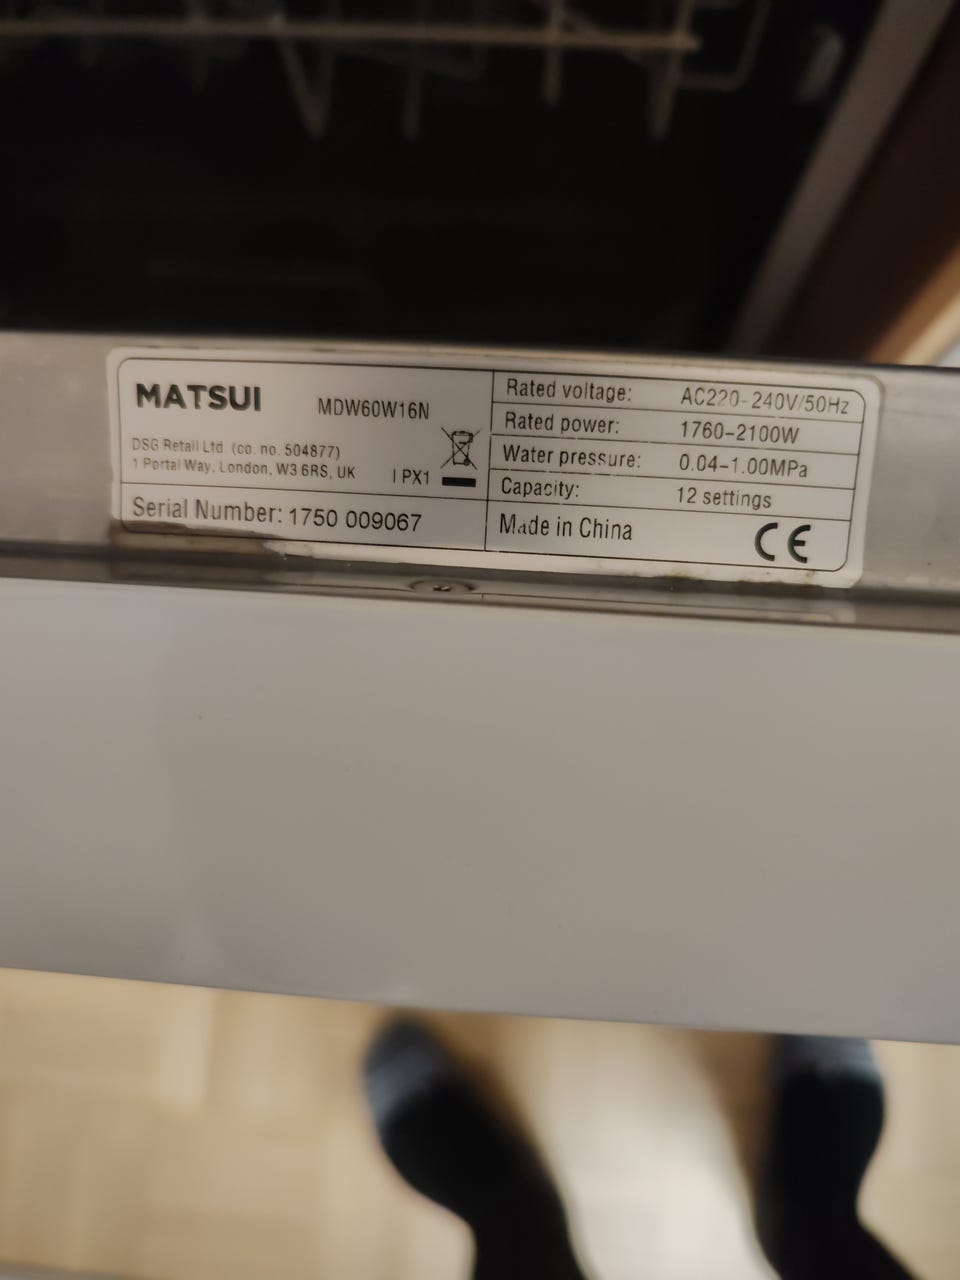 MATSUI MDW60W16N
DSG Retail Ltd. (co. no. 504877)
1 Portal Way, London, W3 6RS, UK IPX1
Serial Number: 1750 009067
Rated voltage: AC220-240V/50Hz
Rated power: 1760-2100W
Water pressure: 0.04-1.00MPa
Capacity: 12 settings
Made in China CE